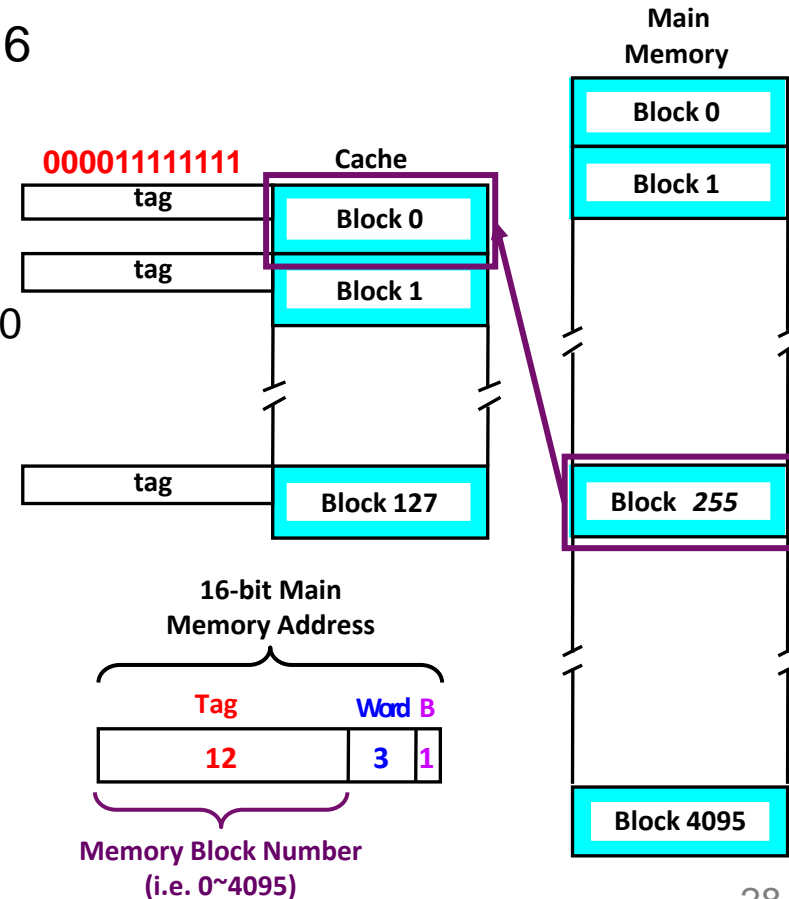 Main
Memory
6
Block 0
000011111111
Cache
tag
Block 0
Block 1
tag
Block 1
0
tag
Block 127
Block 255
16-bit Main
Memory Address
Tag Word B
12 3 1
Block 4095
Memory Block Number
(i.e. 0~4095)
28